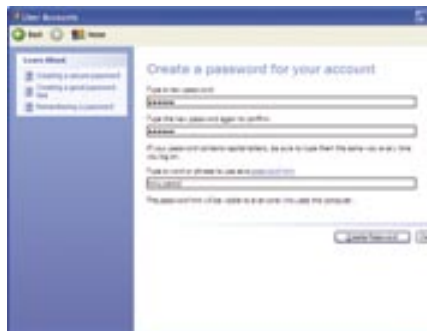 User Accounts
Back Home
Learn About
Creating a secure password
Creating a good password hint
Remembering a password
Create a password for your account
Type a new password:
Type the new password again to confirm:
If your password contains capital letters, be sure to type them the same way every time
you log on.
Type a word or phrase to use as a password hint:
The password hint will be visible to everyone who uses this computer.
Create Password